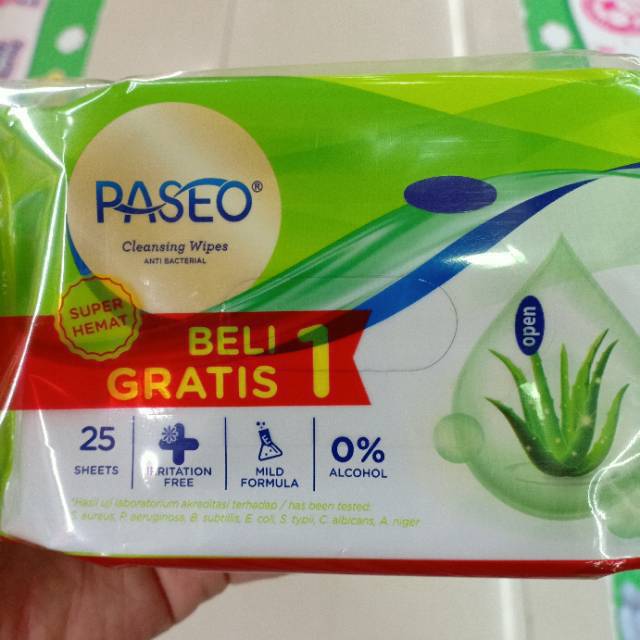 PASEO®
Cleansing Wipes
ANTI BACTERIAL
SUPER
HEMAT
BELI 1
GRATIS 1
open
25
SHEETS
IRRITATION
FREE
MILD
FORMULA
0%
ALCOHOL
*Hasil uji laboratorium akreditasi terhadap / has been tested:
S. aureus, P. aeruginosa, B. subtillis, E. coli, S. typii, C. albicans, A. niger